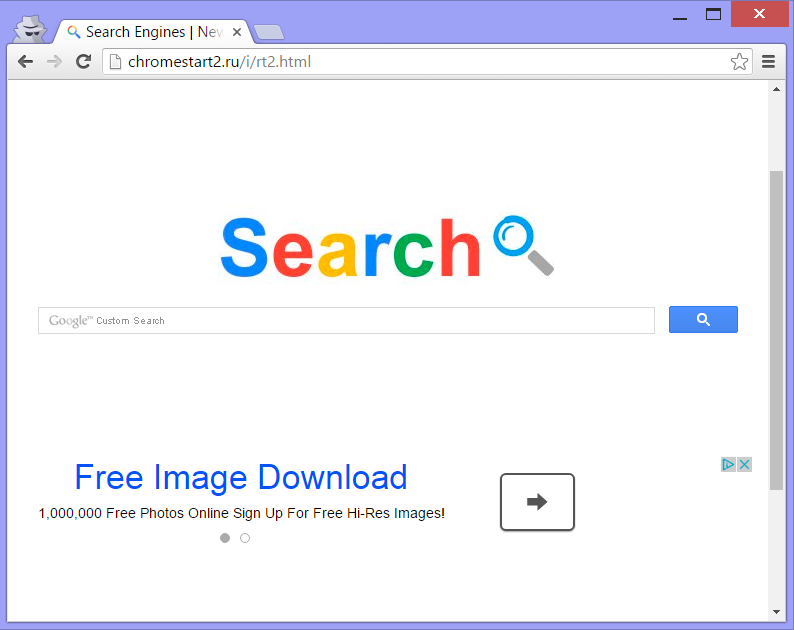 Search Engines | New
chromestart2.ru/i/rt2.html
Search
Google™ Custom Search
Free Image Download
1,000,000 Free Photos Online Sign Up For Free Hi-Res Images!